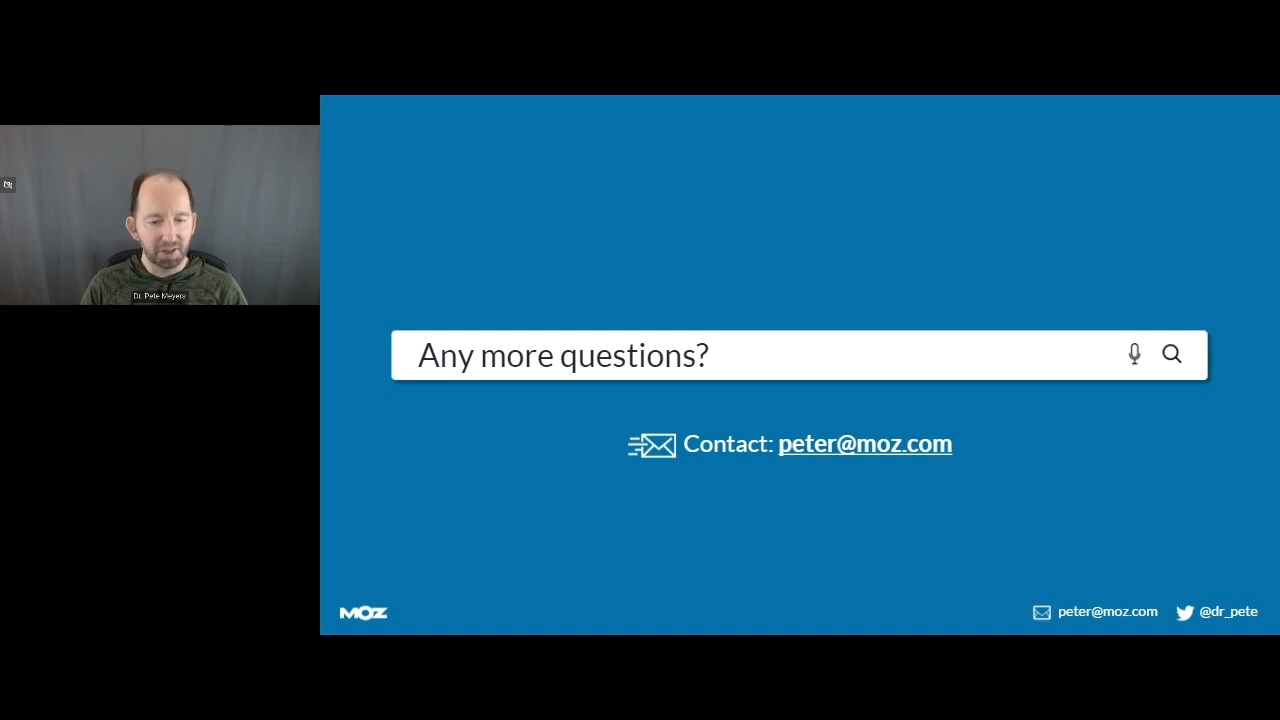 Dr. Pete Meyers
Any more questions?
Contact: peter@moz.com
MOZ
peter@moz.com
@dr_pete